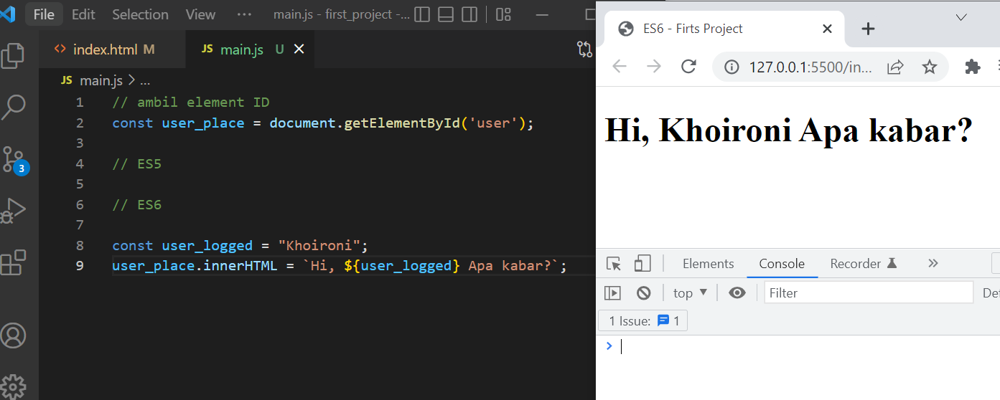 File Edit Selection View ··· main.js - first_project -...
index.html M JS main.js U
JS main.js > ...
1 // ambil element ID
2 const user_place = document.getElementById('user');
3
4 // ES5
5
6 // ES6
7
8 const user_logged = "Khoironi";
9 user_place.innerHTML = `Hi, ${user_logged} Apa kabar?`;
3
ES6 - Firts Project
127.0.0.1:5500/in...
Hi, Khoironi Apa kabar?
Elements Console Recorder »
top ▼ Filter Def
1 Issue: 1
>